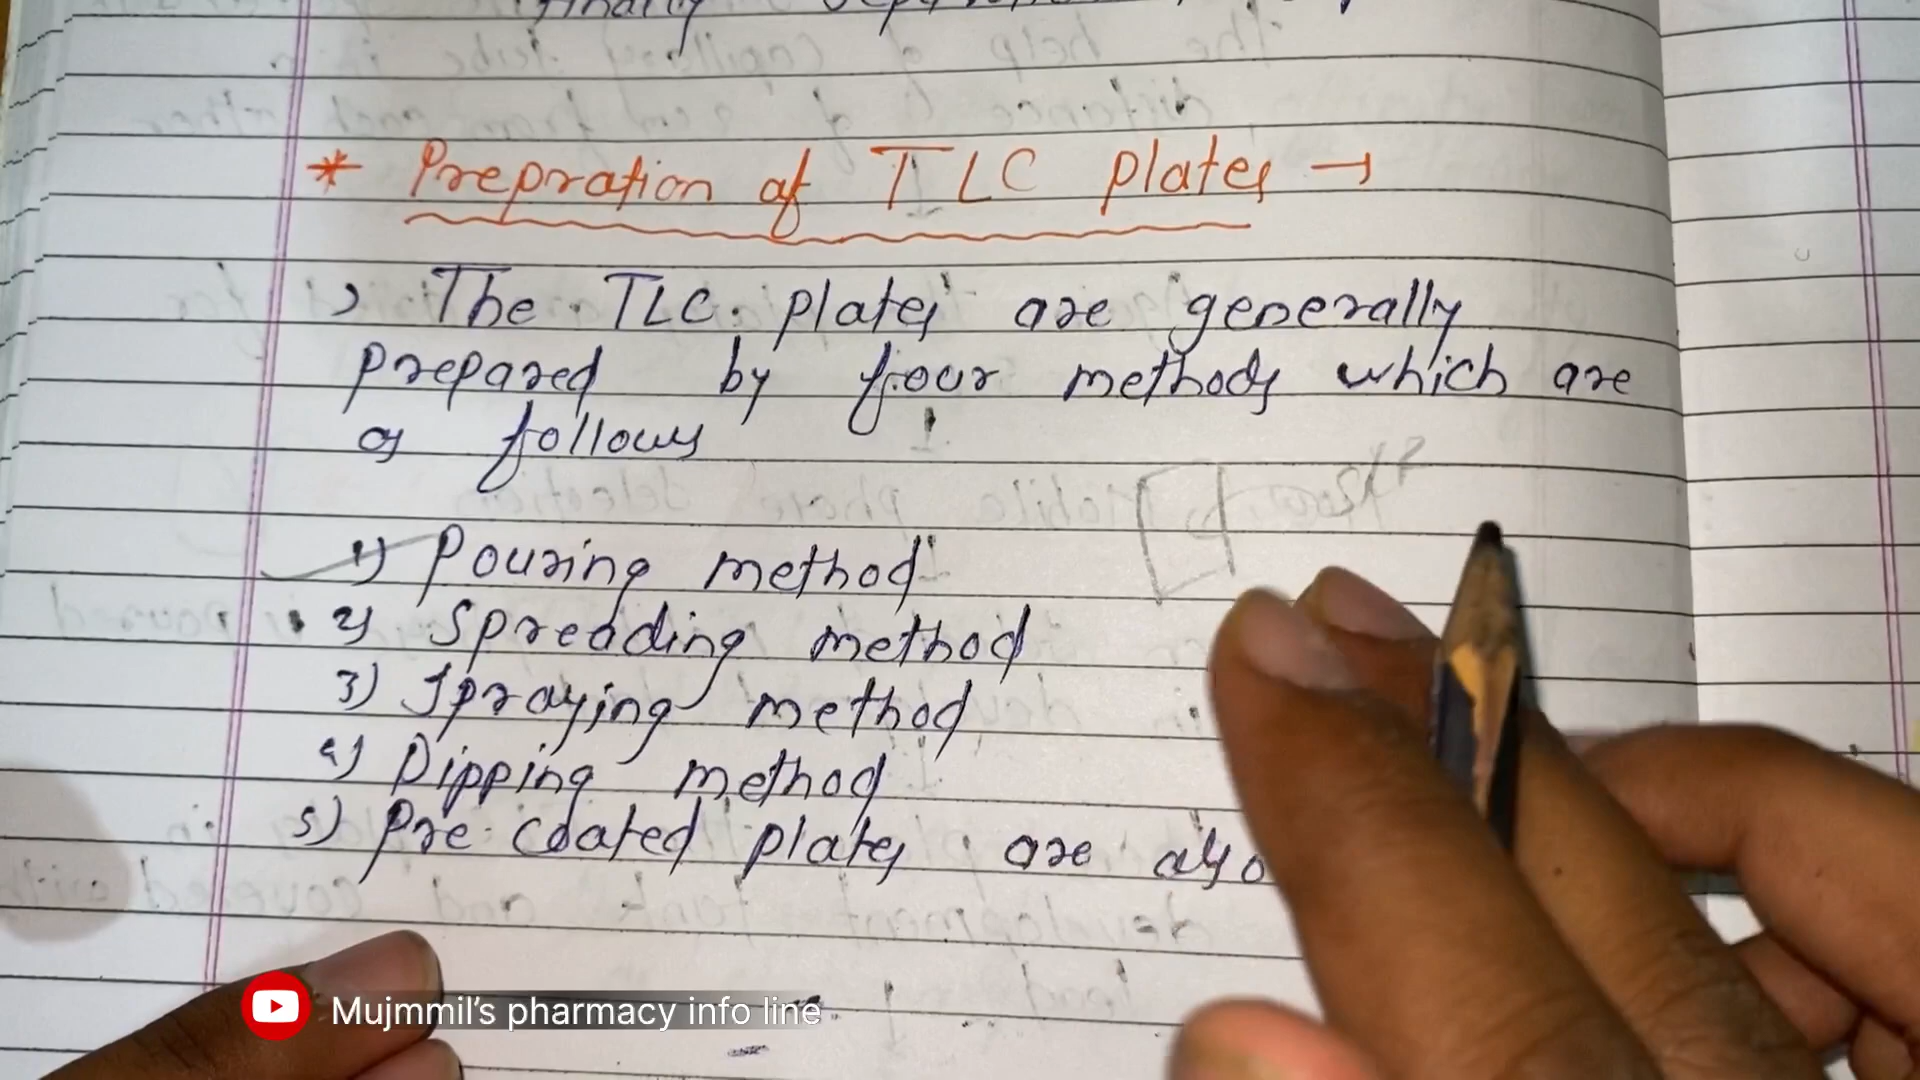 finally
* Prepration of TLC plates →
The TLC. plates are generally
prepared by four methods which are
as follows
1) Pouring method
2) Spreading method
3) Spraying method
4) Dipping method
5) Pre-coated plates are also
Mujmmil's pharmacy info line